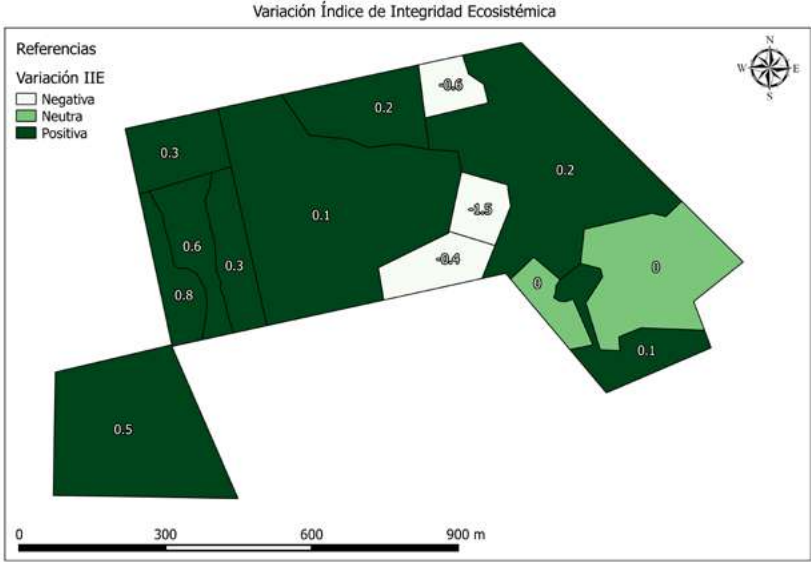 Variación Índice de Integridad Ecosistémica
Referencias
Variación IIE
Negativa
Neutra
Positiva
N
W
E
S
-0.6
0.2
0.3
0.2
-1.5
0.1
0.6
0.3
-0.4
0
0
0.8
0.1
0.5
0 300 600 900 m